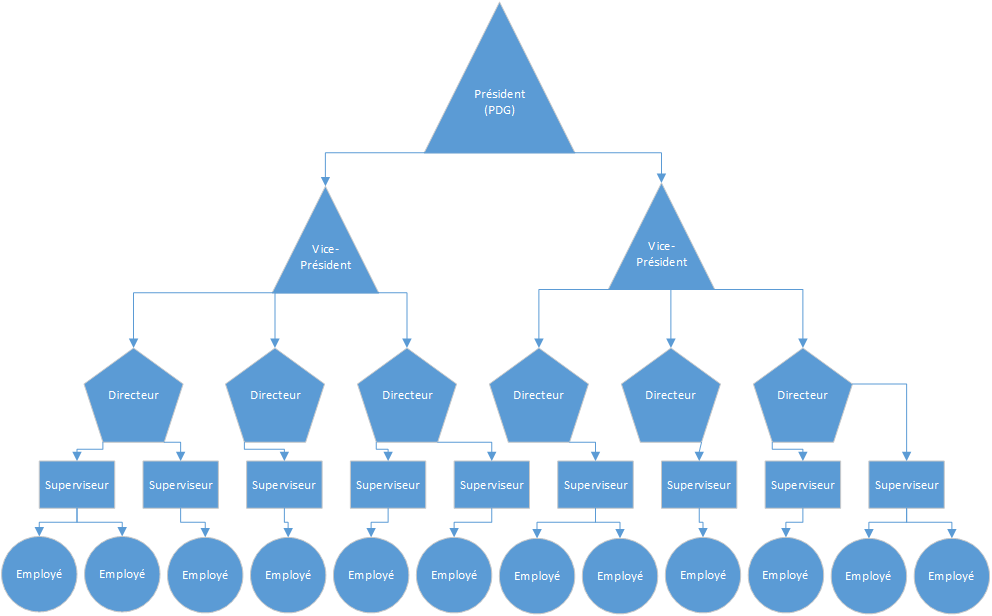 Président
(PDG)
Vice-
Président
Vice-
Président
Directeur
Directeur
Directeur
Directeur
Directeur
Directeur
Superviseur
Superviseur
Superviseur
Superviseur
Superviseur
Superviseur
Superviseur
Superviseur
Superviseur
Employé
Employé
Employé
Employé
Employé
Employé
Employé
Employé
Employé
Employé
Employé
Employé